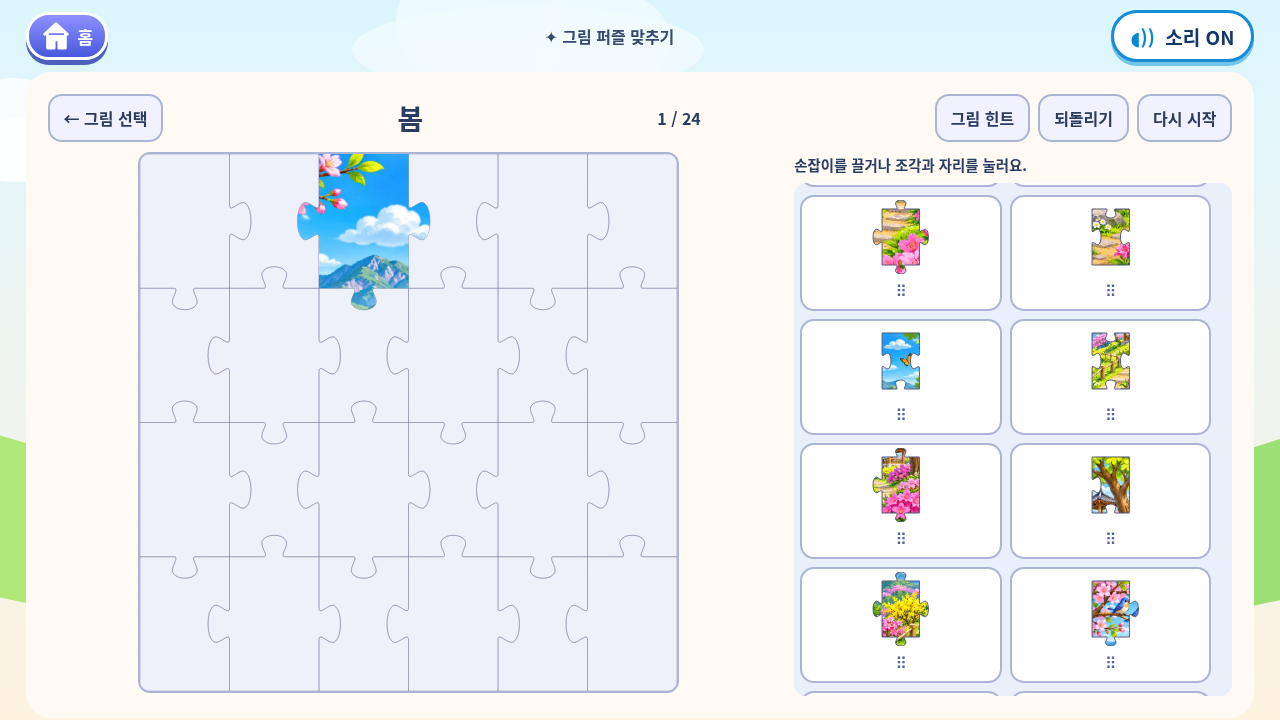 홈
✦ 그림 퍼즐 맞추기
소리 ON
← 그림 선택
봄
1 / 24
그림 힌트
되돌리기
다시 시작
손잡이를 끌거나 조각과 자리를 눌러요.